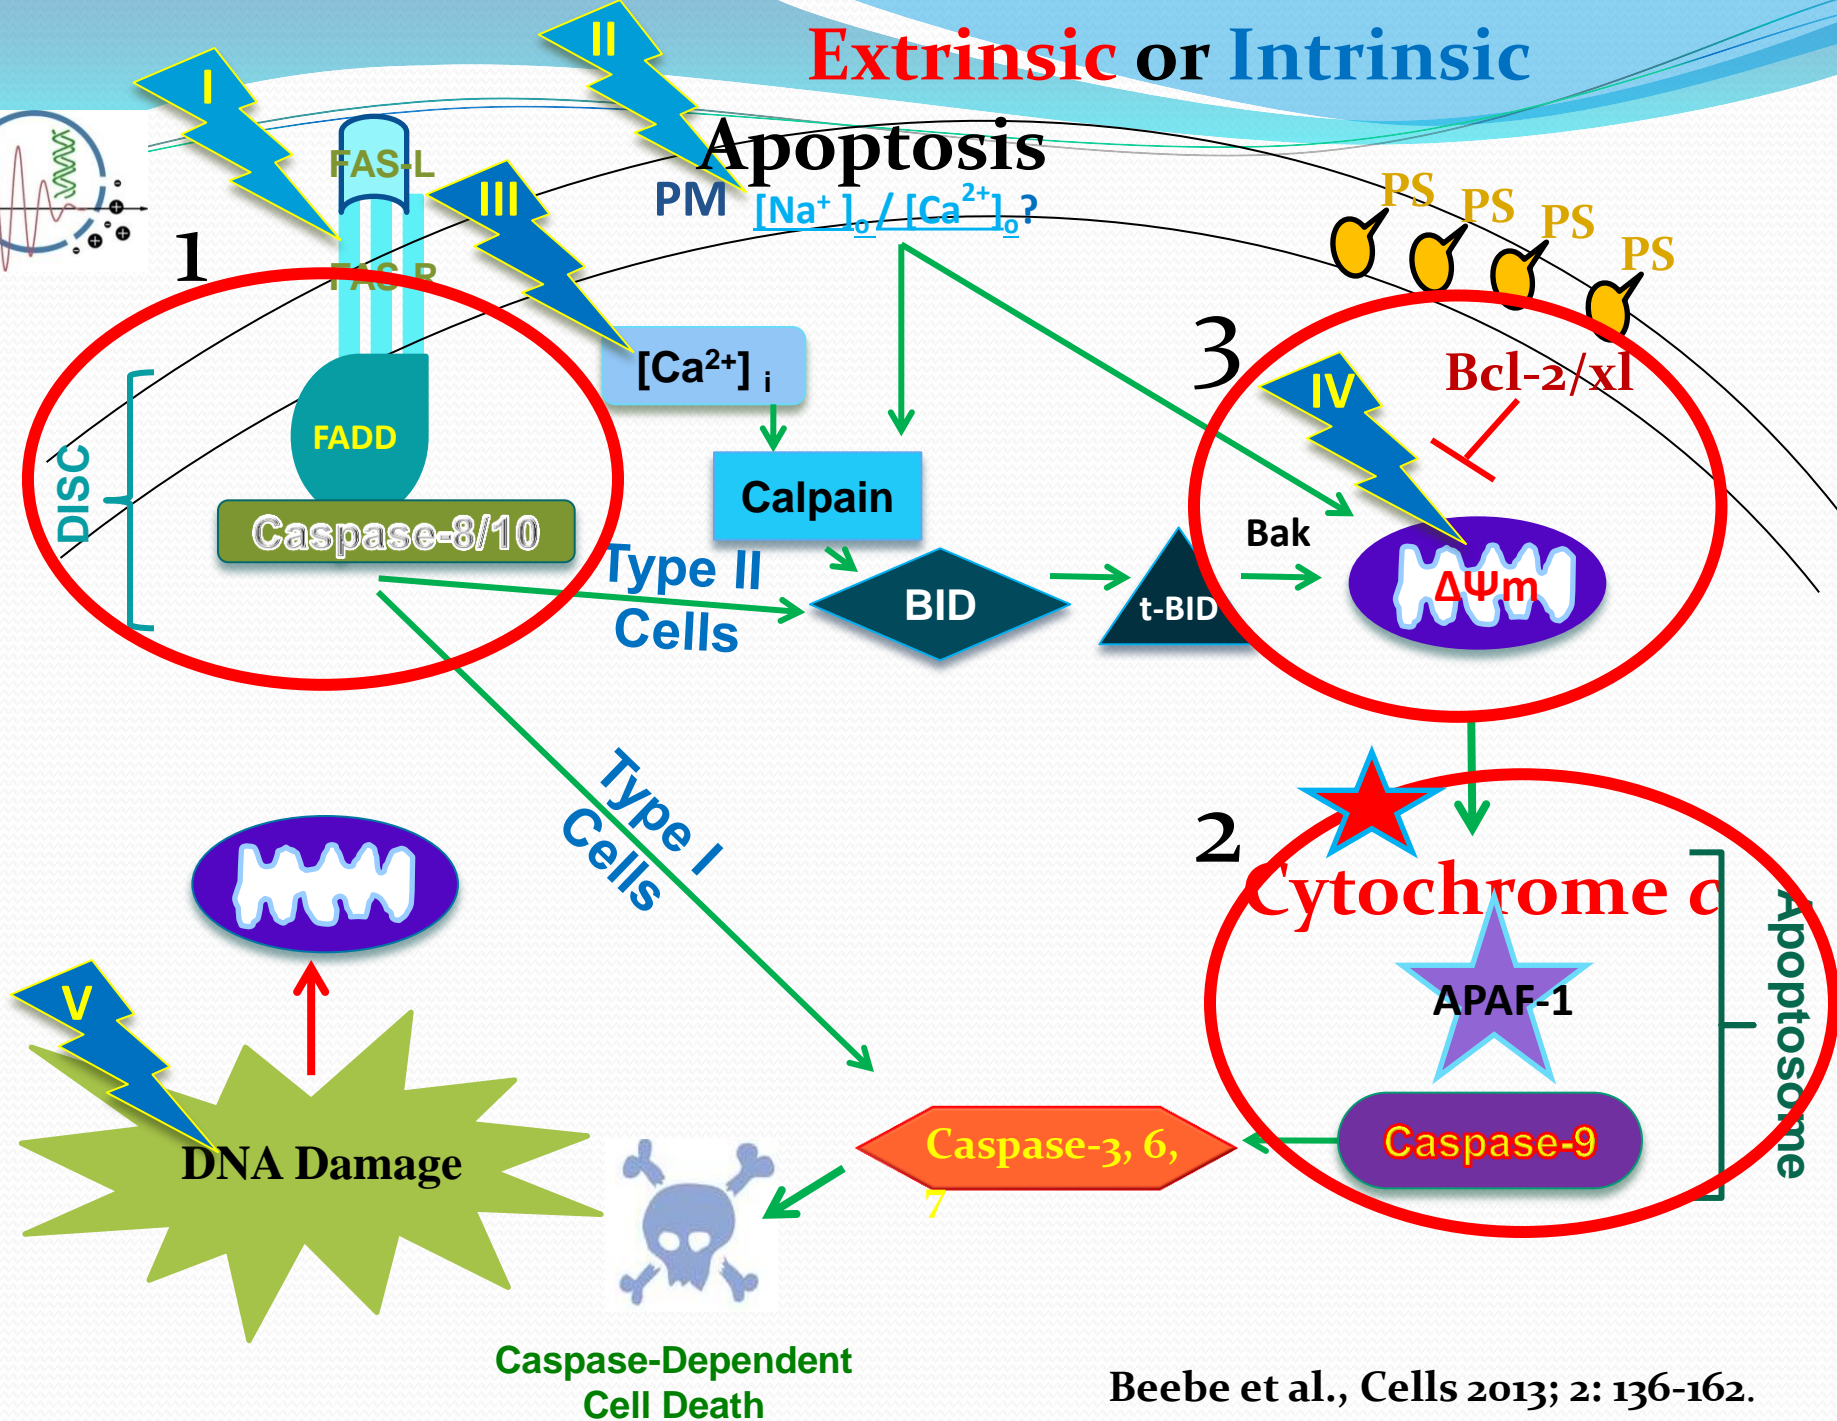 Extrinsic or Intrinsic
Apoptosis
I
II
III
FAS-L
FAS-R
PM
[Na⁺ ]ₒ / [Ca²⁺]ₒ?
PS
PS
PS
PS
1
3
[Ca²⁺] i
Bcl-2/xl
IV
FADD
DISC
Calpain
Caspase-8/10
Bak
Type II
Cells
BID
t-BID
ΔΨm
Type I
Cells
2
Cytochrome c
APAF-1
Apoptosome
V
DNA Damage
Caspase-3, 6,
7
Caspase-9
Caspase-Dependent
Cell Death
Beebe et al., Cells 2013; 2: 136-162.